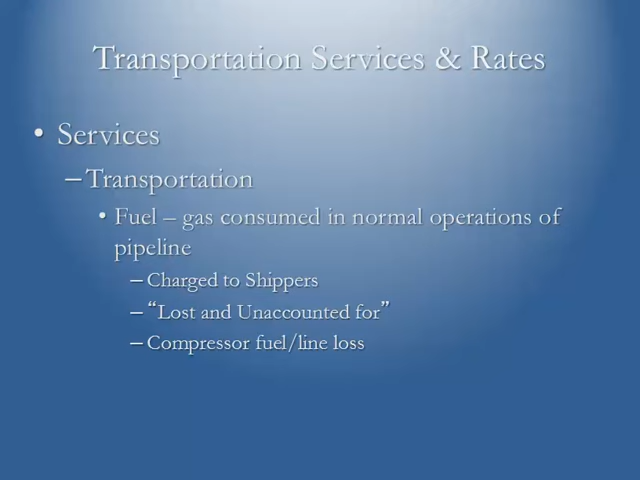 Transportation Services & Rates
• Services
– Transportation
• Fuel – gas consumed in normal operations of
pipeline
– Charged to Shippers
– “Lost and Unaccounted for”
– Compressor fuel/line loss